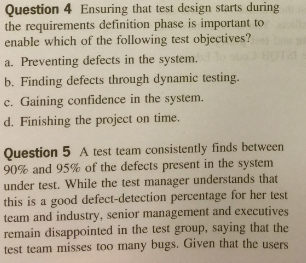 Question 4 Ensuring that test design starts during
the requirements definition phase is important to
enable which of the following test objectives?
a. Preventing defects in the system.
b. Finding defects through dynamic testing.
c. Gaining confidence in the system.
d. Finishing the project on time.
Question 5 A test team consistently finds between
90% and 95% of the defects present in the system
under test. While the test manager understands that
this is a good defect-detection percentage for her test
team and industry, senior management and executives
remain disappointed in the test group, saying that the
test team misses too many bugs. Given that the users